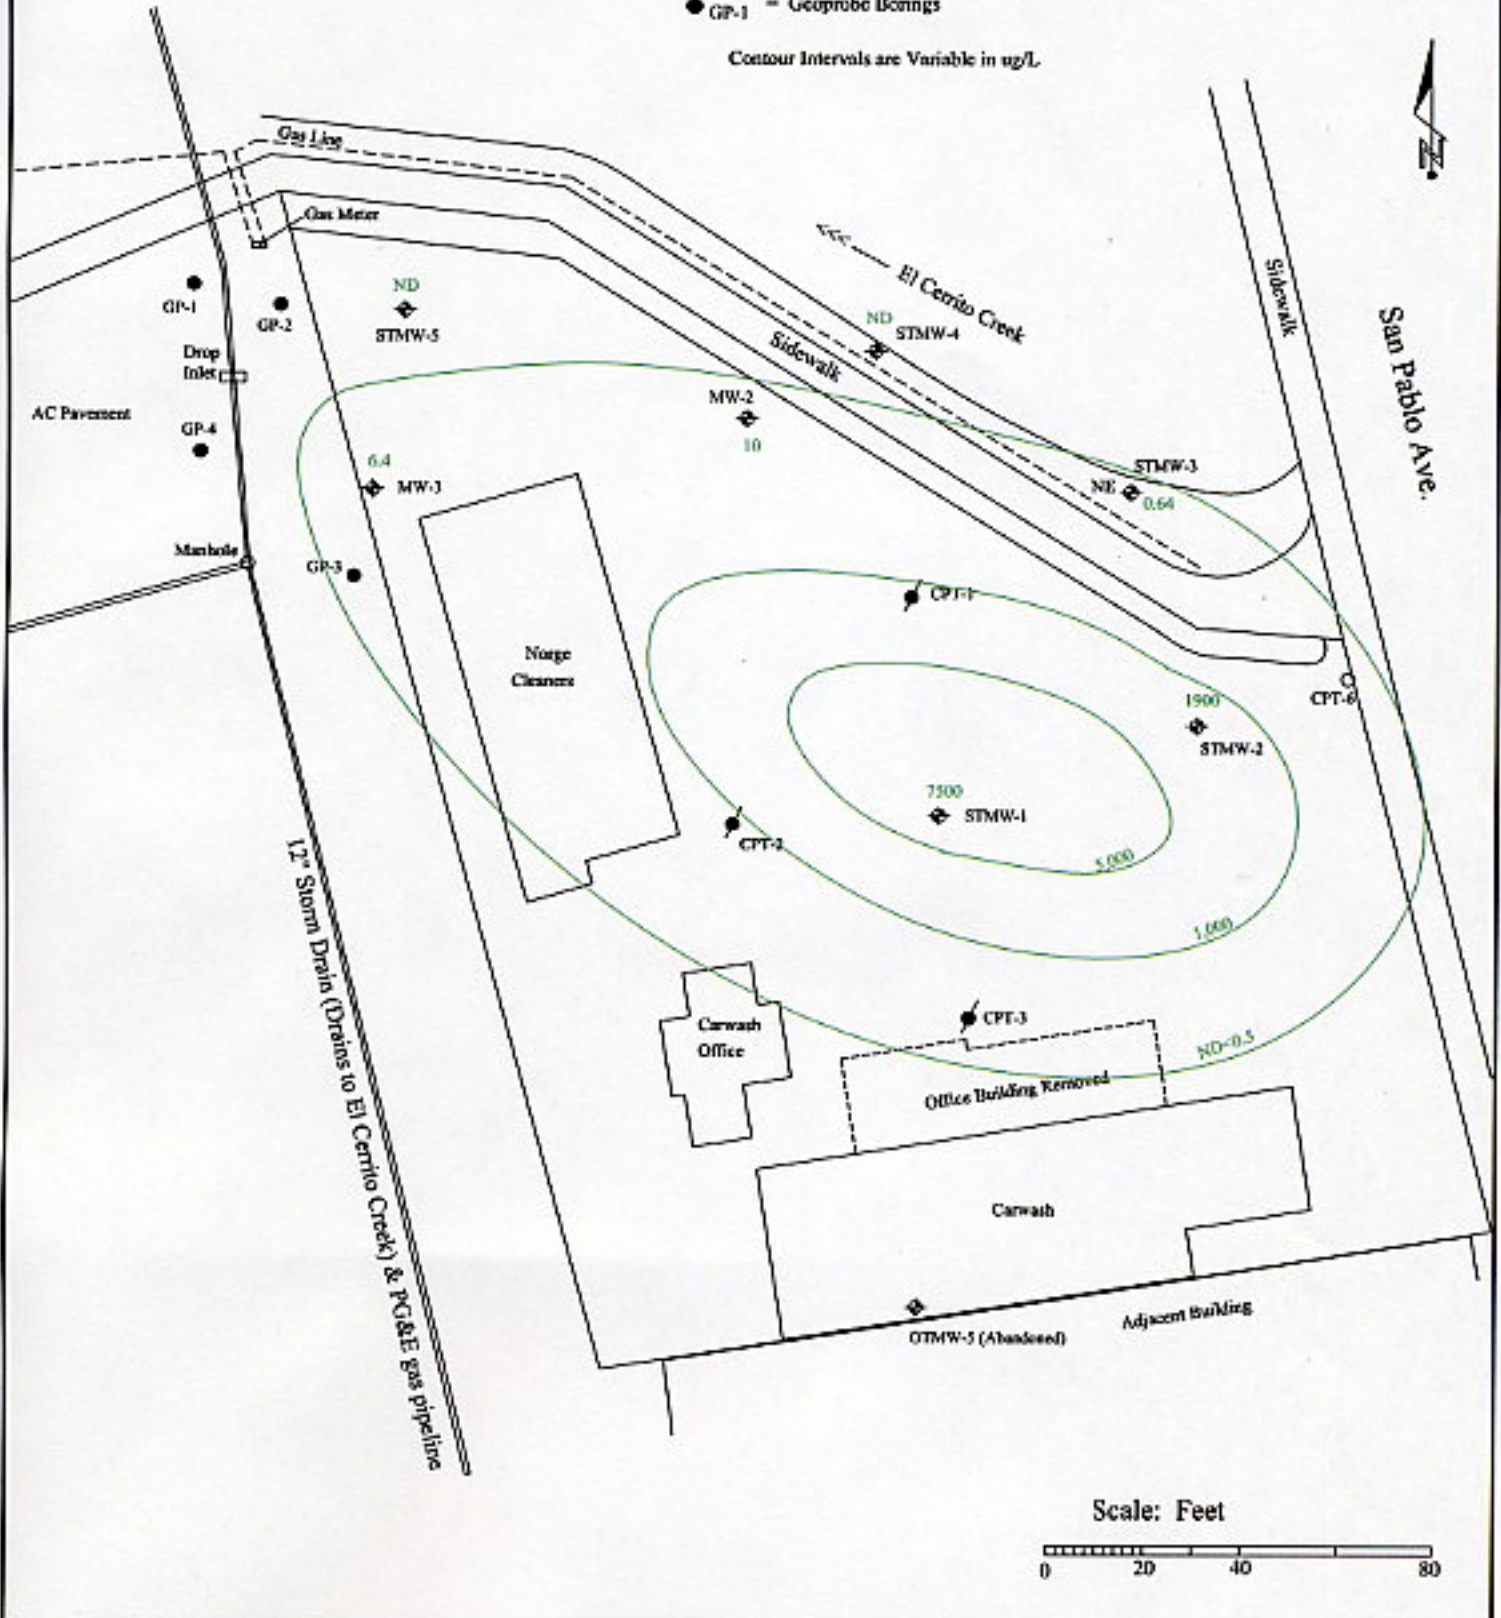 GP-1 = Geoprobe Borings
Contour Intervals are Variable in ug/L
Gas Line
Gas Meter
GP-1
GP-2
ND
STMW-5
Drop
Inlet
AC Pavement
GP-4
El Cerrito Creek
Sidewalk
ND
STMW-4
Sidewalk
San Pablo Ave.
MW-2
10
6.4
MW-3
STMW-3
NE
0.64
Manhole
GP-3
CPT-1
Norge
Cleaners
1900
STMW-2
CPT-6
7500
STMW-1
CPT-2
5,000
1,000
12" Storm Drain (Drains to El Cerrito Creek) & PG&E gas pipeline
Carwash
Office
CPT-3
ND<0.5
Office Building Removed
Carwash
OTMW-5 (Abandoned)
Adjacent Building
Scale: Feet
0 20 40 80